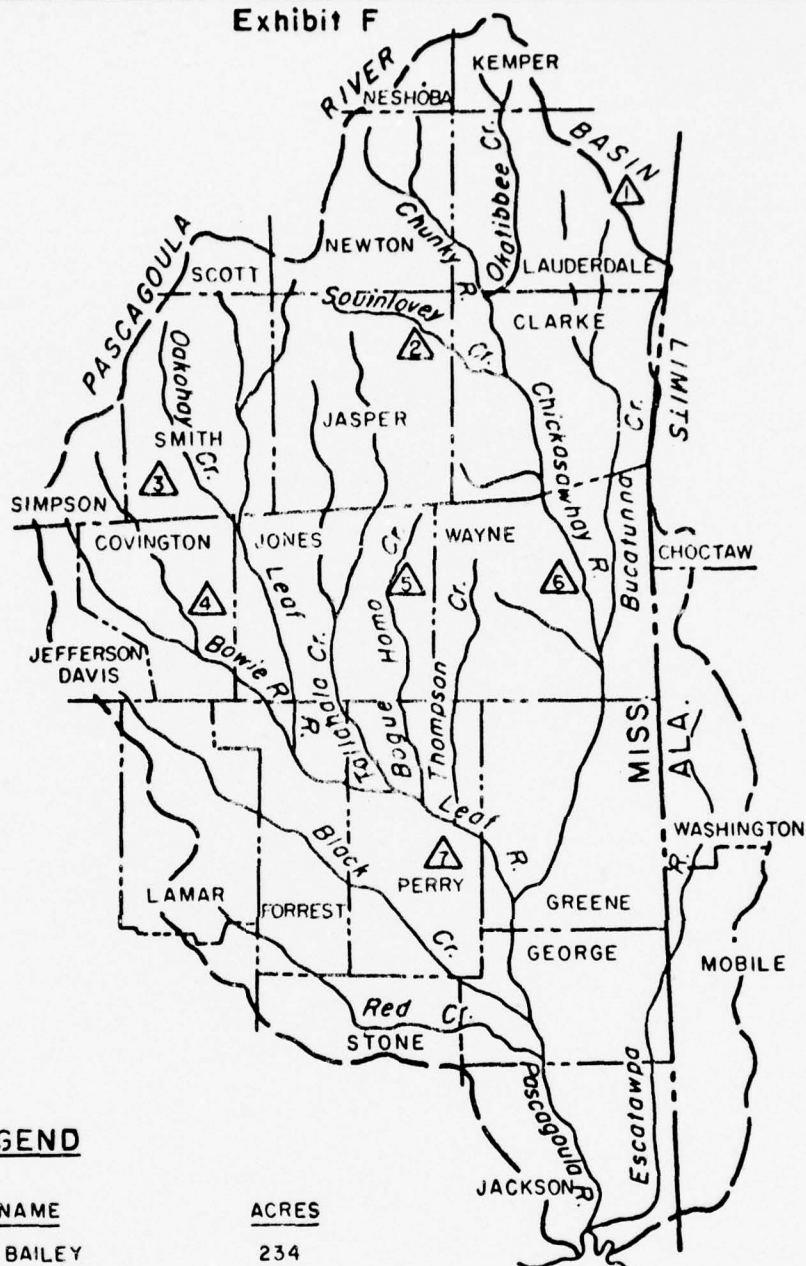 Exhibit F
KEMPER
RIVER
NESHOBA
BASIN
Okatibbee Cr.
1
Chunky R.
NEWTON
PASCAGOULA
SCOTT
LAUDERDALE
Souinlovey Cr.
CLARKE
2
LIMITS
Oakohay Cr.
JASPER
SMITH
Chickasawhay R.
Bucatunna Cr.
3
SIMPSON
COVINGTON
JONES
WAYNE
CHOCTAW
Leaf R.
5
6
4
Bogue Homo Cr.
Thompson Cr.
Tallahala Cr.
JEFFERSON
DAVIS
Bowie R.
MISS
ALA.
WASHINGTON
Leaf R.
Black Cr.
7
PERRY
LAMAR
FORREST
GREENE
GEORGE
MOBILE
Red Cr.
STONE
Pascagoula R.
Escatawpa R.
JACKSON
GEND
NAME
ACRES
BAILEY
234